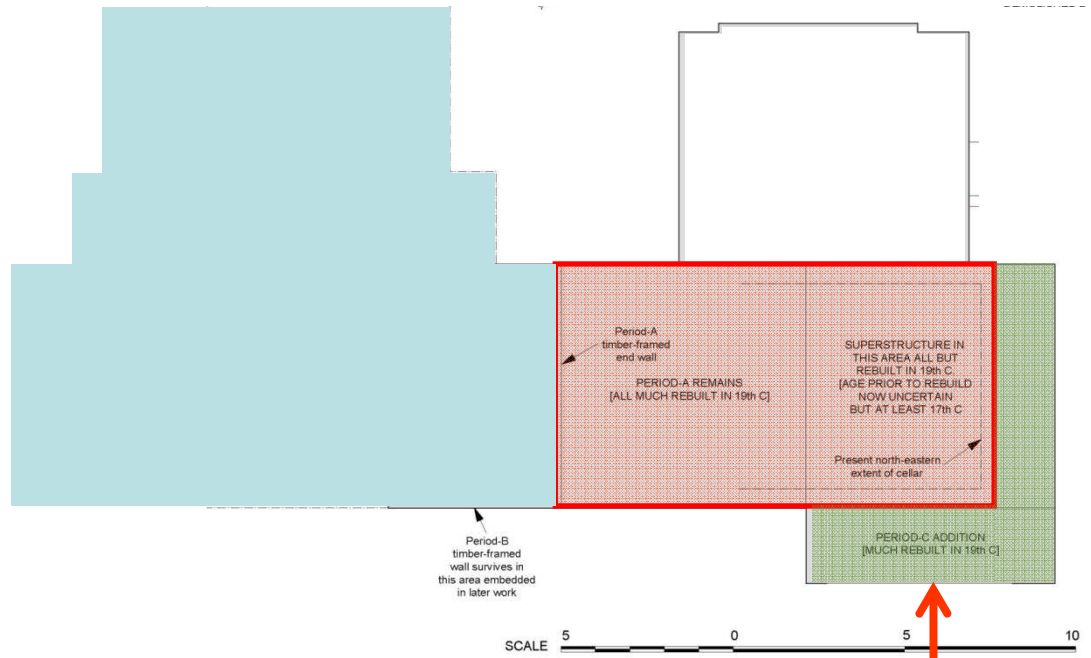 Period-A
timber-framed
end wall
PERIOD-A REMAINS
[ALL MUCH REBUILT IN 19th C]
SUPERSTRUCTURE IN
THIS AREA ALL BUT
REBUILT IN 19th C.
[AGE PRIOR TO REBUILD
NOW UNCERTAIN
BUT AT LEAST 17th C
Present north-eastern
extent of cellar
PERIOD-C ADDITION
[MUCH REBUILT IN 19th C]
Period-B
timber-framed
wall survives in
this area embedded
in later work
SCALE 5 0 5 10